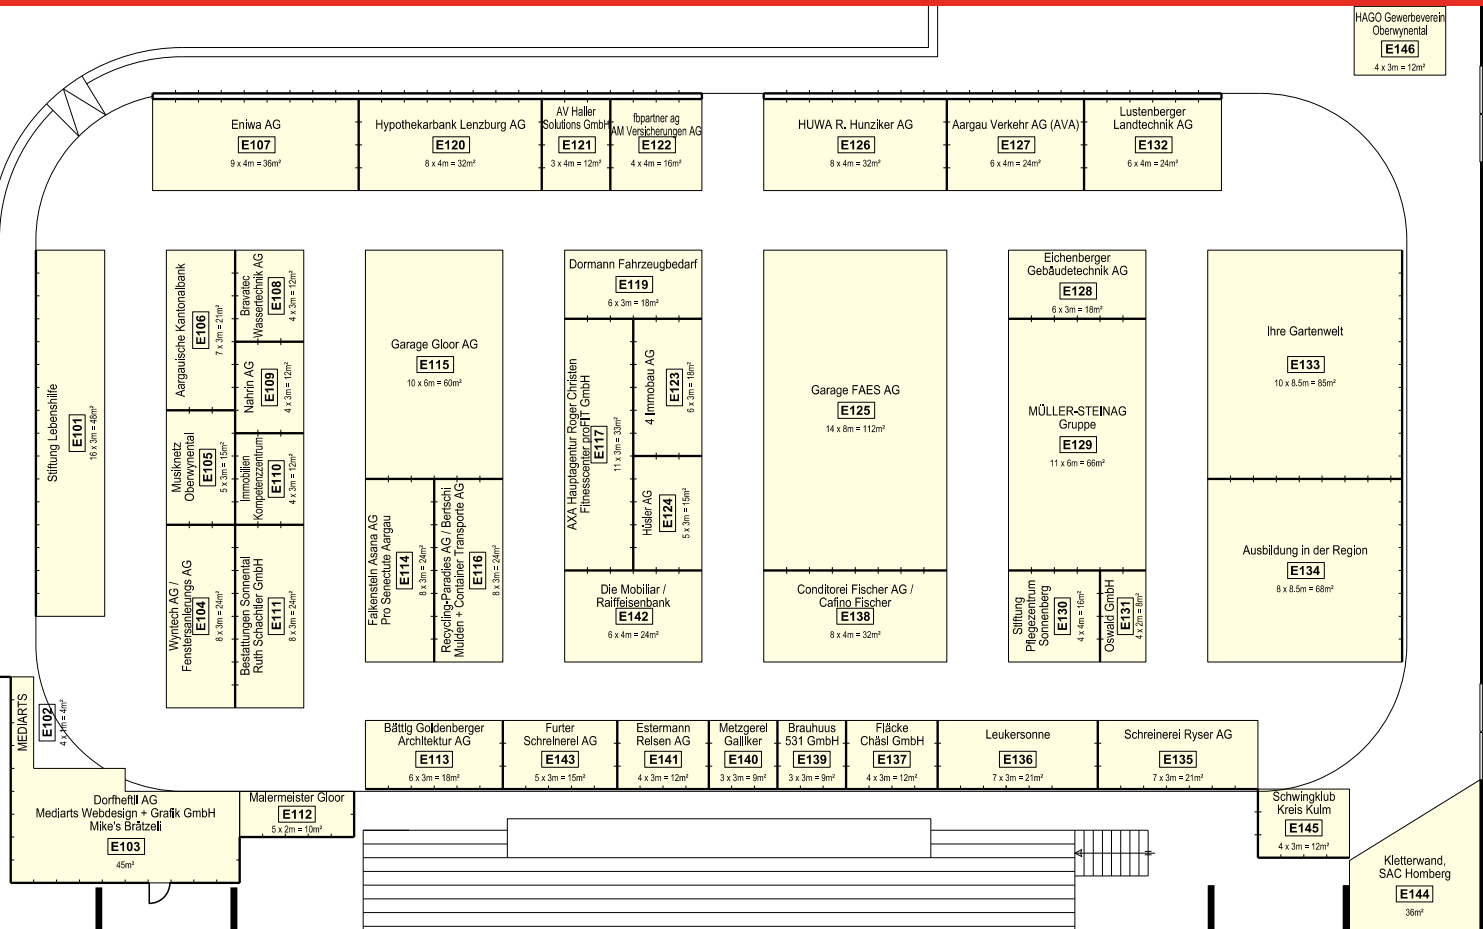 HAGO Gewerbeverein
Oberwynental
E146
4 x 3m = 12m²
Eniwa AG
E107
9 x 4m = 36m²
Hypothekarbank Lenzburg AG
E120
8 x 4m = 32m²
AV Haller
Solutions GmbH
E121
3 x 4m = 12m²
fbpartner ag
AM Versicherungen AG
E122
4 x 4m = 16m²
HUWA R. Hunziker AG
E126
8 x 4m = 32m²
Aargau Verkehr AG (AVA)
E127
6 x 4m = 24m²
Lustenberger
Landtechnik AG
E132
6 x 4m = 24m²
Stiftung Lebenshilfe
E101
16 x 3m = 48m²
Aargauische Kantonalbank
E106
7 x 3m = 21m²
Bravatec
Wassertechnik AG
E108
4 x 3m = 12m²
Nahrin AG
E109
4 x 3m = 12m²
Musiknetz
Oberwynental
E105
5 x 3m = 15m²
Immobilien
Kompetenzzentrum
E110
4 x 3m = 12m²
Wyntech AG /
Fenstersanierungs AG
E104
8 x 3m = 24m²
Bestattungen Sonnental
Ruth Schachtler GmbH
E111
8 x 3m = 24m²
Garage Gloor AG
E115
10 x 6m = 60m²
Falkenstein Asana AG
Pro Senectute Aargau
E114
8 x 3m = 24m²
Recycling-Paradies AG / Bertschi
Mulden + Container Transporte AG
E116
8 x 3m = 24m²
Dormann Fahrzeugbedarf
E119
6 x 3m = 18m²
AXA Hauptagentur Roger Christen
Fitnesscenter proFIT GmbH
E117
11 x 3m = 33m²
4 Immobau AG
E123
6 x 3m = 18m²
Hüsler AG
E124
5 x 3m = 15m²
Die Mobiliar /
Raiffeisenbank
E142
6 x 4m = 24m²
Garage FAES AG
E125
14 x 8m = 112m²
Conditorei Fischer AG /
Cafino Fischer
E138
8 x 4m = 32m²
Eichenberger
Gebäudetechnik AG
E128
6 x 3m = 18m²
MÜLLER-STEINAG
Gruppe
E129
11 x 6m = 66m²
Stiftung
Pflegezentrum
Sonnenberg
E130
4 x 4m = 16m²
Oswald GmbH
E131
4 x 2m = 8m²
Ihre Gartenwelt
E133
10 x 8.5m = 85m²
Ausbildung in der Region
E134
8 x 8.5m = 68m²
MEDIARTS
E102
4 x 1m = 4m²
Dorfheftli AG
Mediarts Webdesign + Grafik GmbH
Mike's Brätzeli
E103
45m²
Malermeister Gloor
E112
5 x 2m = 10m²
Bättig Goldenberger
Architektur AG
E113
6 x 3m = 18m²
Furter
Schreinerei AG
E143
5 x 3m = 15m²
Estermann
Reisen AG
E141
4 x 3m = 12m²
Metzgerei
Galliker
E140
3 x 3m = 9m²
Brauhuus
531 GmbH
E139
3 x 3m = 9m²
Fläcke
Chäsi GmbH
E137
4 x 3m = 12m²
Leukersonne
E136
7 x 3m = 21m²
Schreinerei Ryser AG
E135
7 x 3m = 21m²
Schwingklub
Kreis Kulm
E145
4 x 3m = 12m²
Kletterwand,
SAC Homberg
E144
36m²